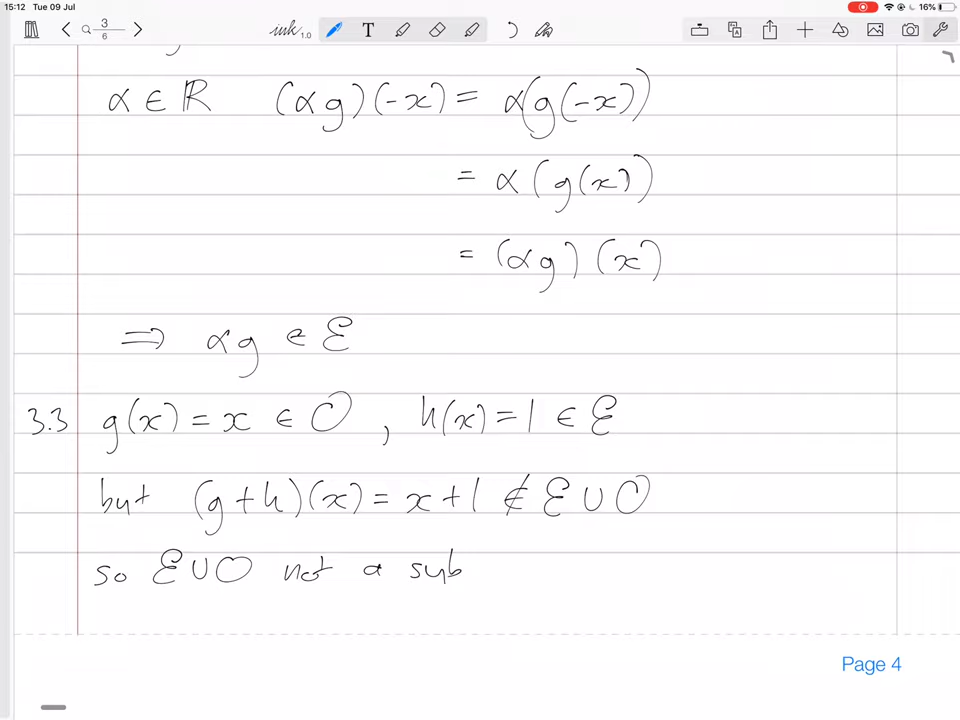 15:12 Tue 09 Jul 16%
3
6
ink 1.0 T
α ∈ ℝ (αg)(-x) = α(g(-x))
= α(g(x))
= (αg)(x)
⇒ αg ∈ ℰ
3.3 g(x) = x ∈ 𝒪, h(x) = 1 ∈ ℰ
but (g+h)(x) = x+1 ∉ ℰ ∪ 𝒪
so ℰ ∪ 𝒪 not a sub
Page 4